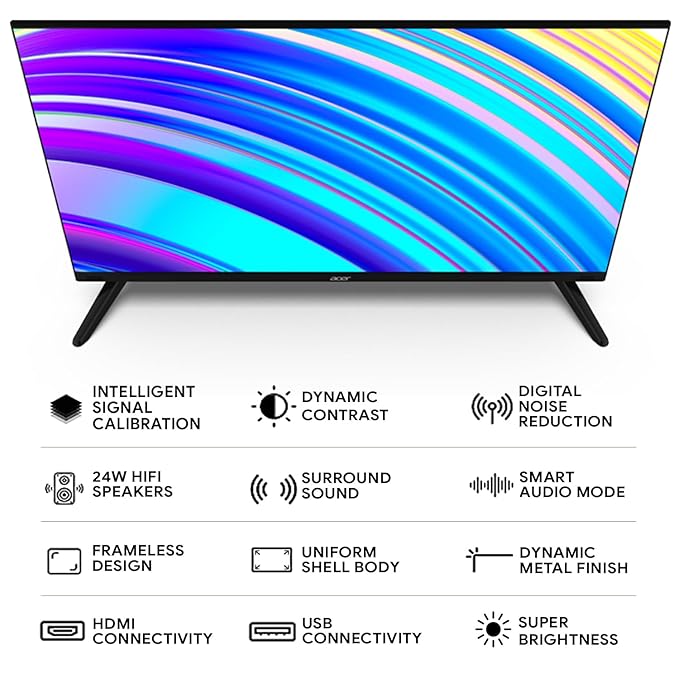 acer
INTELLIGENT
SIGNAL
CALIBRATION
DYNAMIC
CONTRAST
DIGITAL
NOISE
REDUCTION
24W HIFI
SPEAKERS
SURROUND
SOUND
SMART
AUDIO MODE
FRAMELESS
DESIGN
UNIFORM
SHELL BODY
DYNAMIC
METAL FINISH
HDMI
CONNECTIVITY
USB
CONNECTIVITY
SUPER
BRIGHTNESS